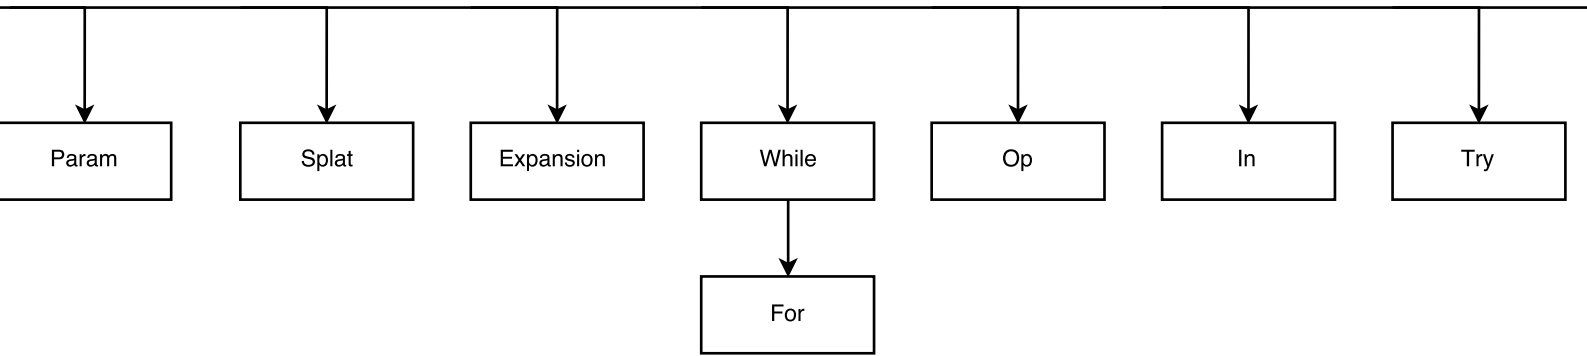 Param
Splat
Expansion
While
Op
In
Try
For